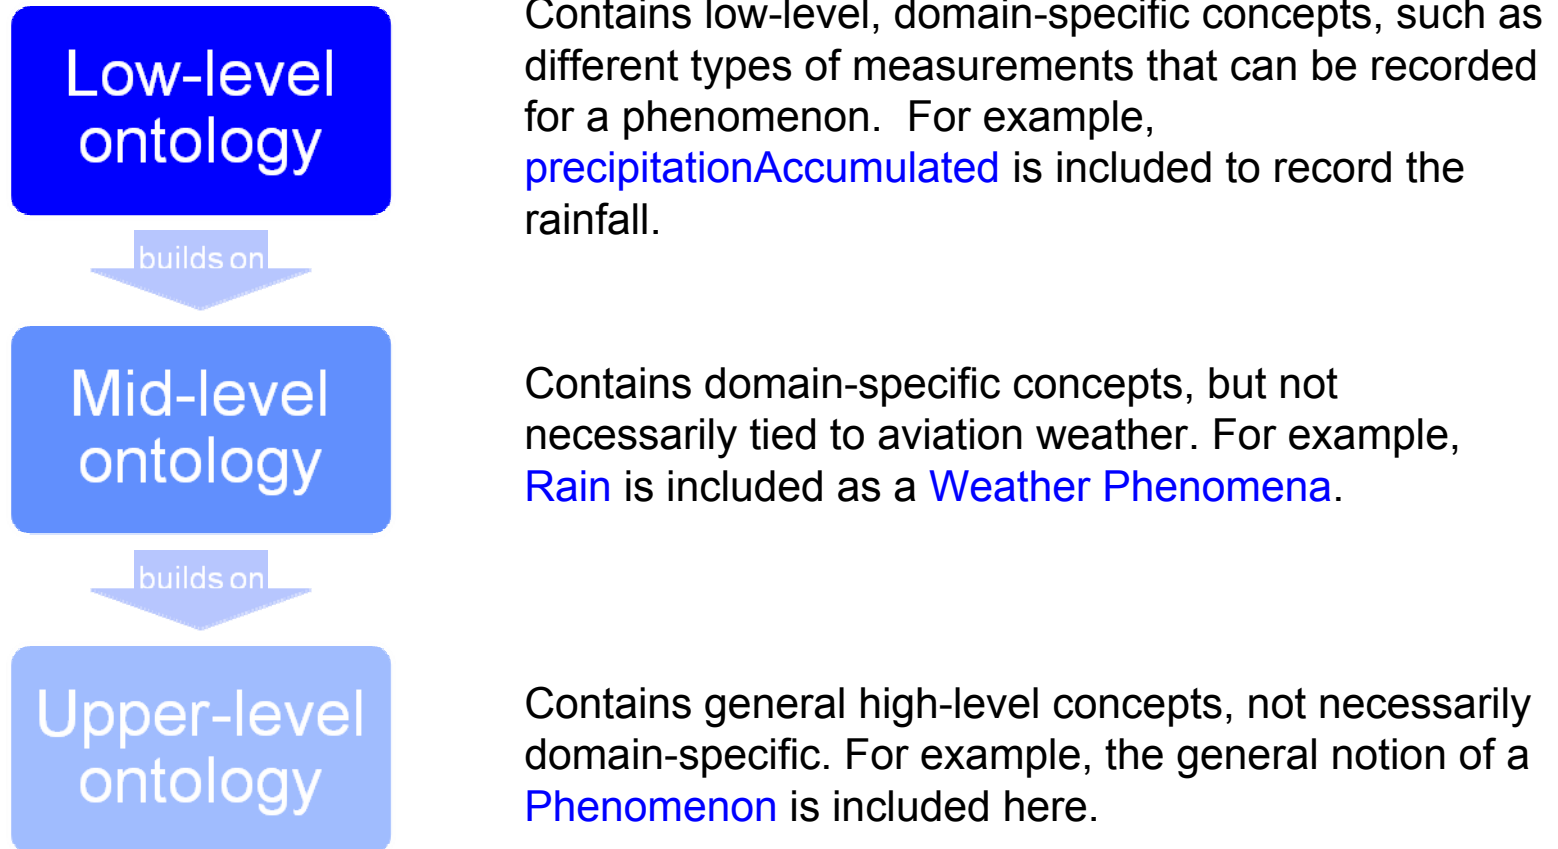 Low-level
ontology
Contains low-level, domain-specific concepts, such as
different types of measurements that can be recorded
for a phenomenon.  For example,
precipitationAccumulated is included to record the
rainfall.
builds on
Mid-level
ontology
Contains domain-specific concepts, but not
necessarily tied to aviation weather. For example,
Rain is included as a Weather Phenomena.
builds on
Upper-level
ontology
Contains general high-level concepts, not necessarily
domain-specific. For example, the general notion of a
Phenomenon is included here.